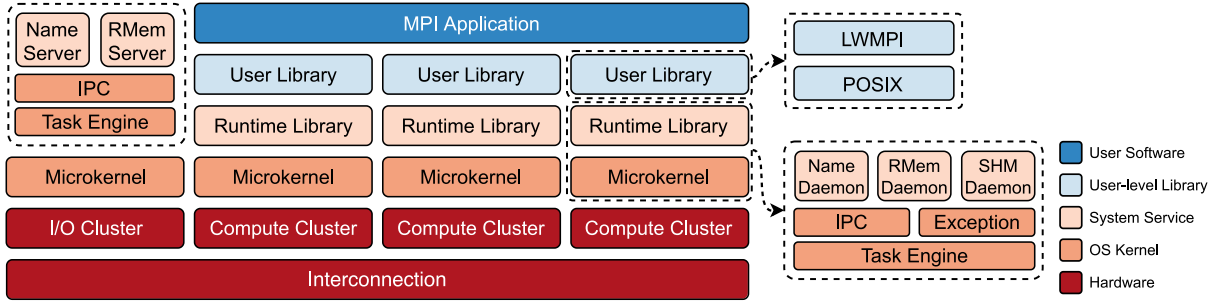 Name
Server
RMem
Server
IPC
Task Engine
MPI Application
User Library
User Library
User Library
Runtime Library
Runtime Library
Runtime Library
Microkernel
Microkernel
Microkernel
Microkernel
I/O Cluster
Compute Cluster
Compute Cluster
Compute Cluster
Interconnection
LWMPI
POSIX
Name
Daemon
RMem
Daemon
SHM
Daemon
IPC
Exception
Task Engine
User Software
User-level Library
System Service
OS Kernel
Hardware